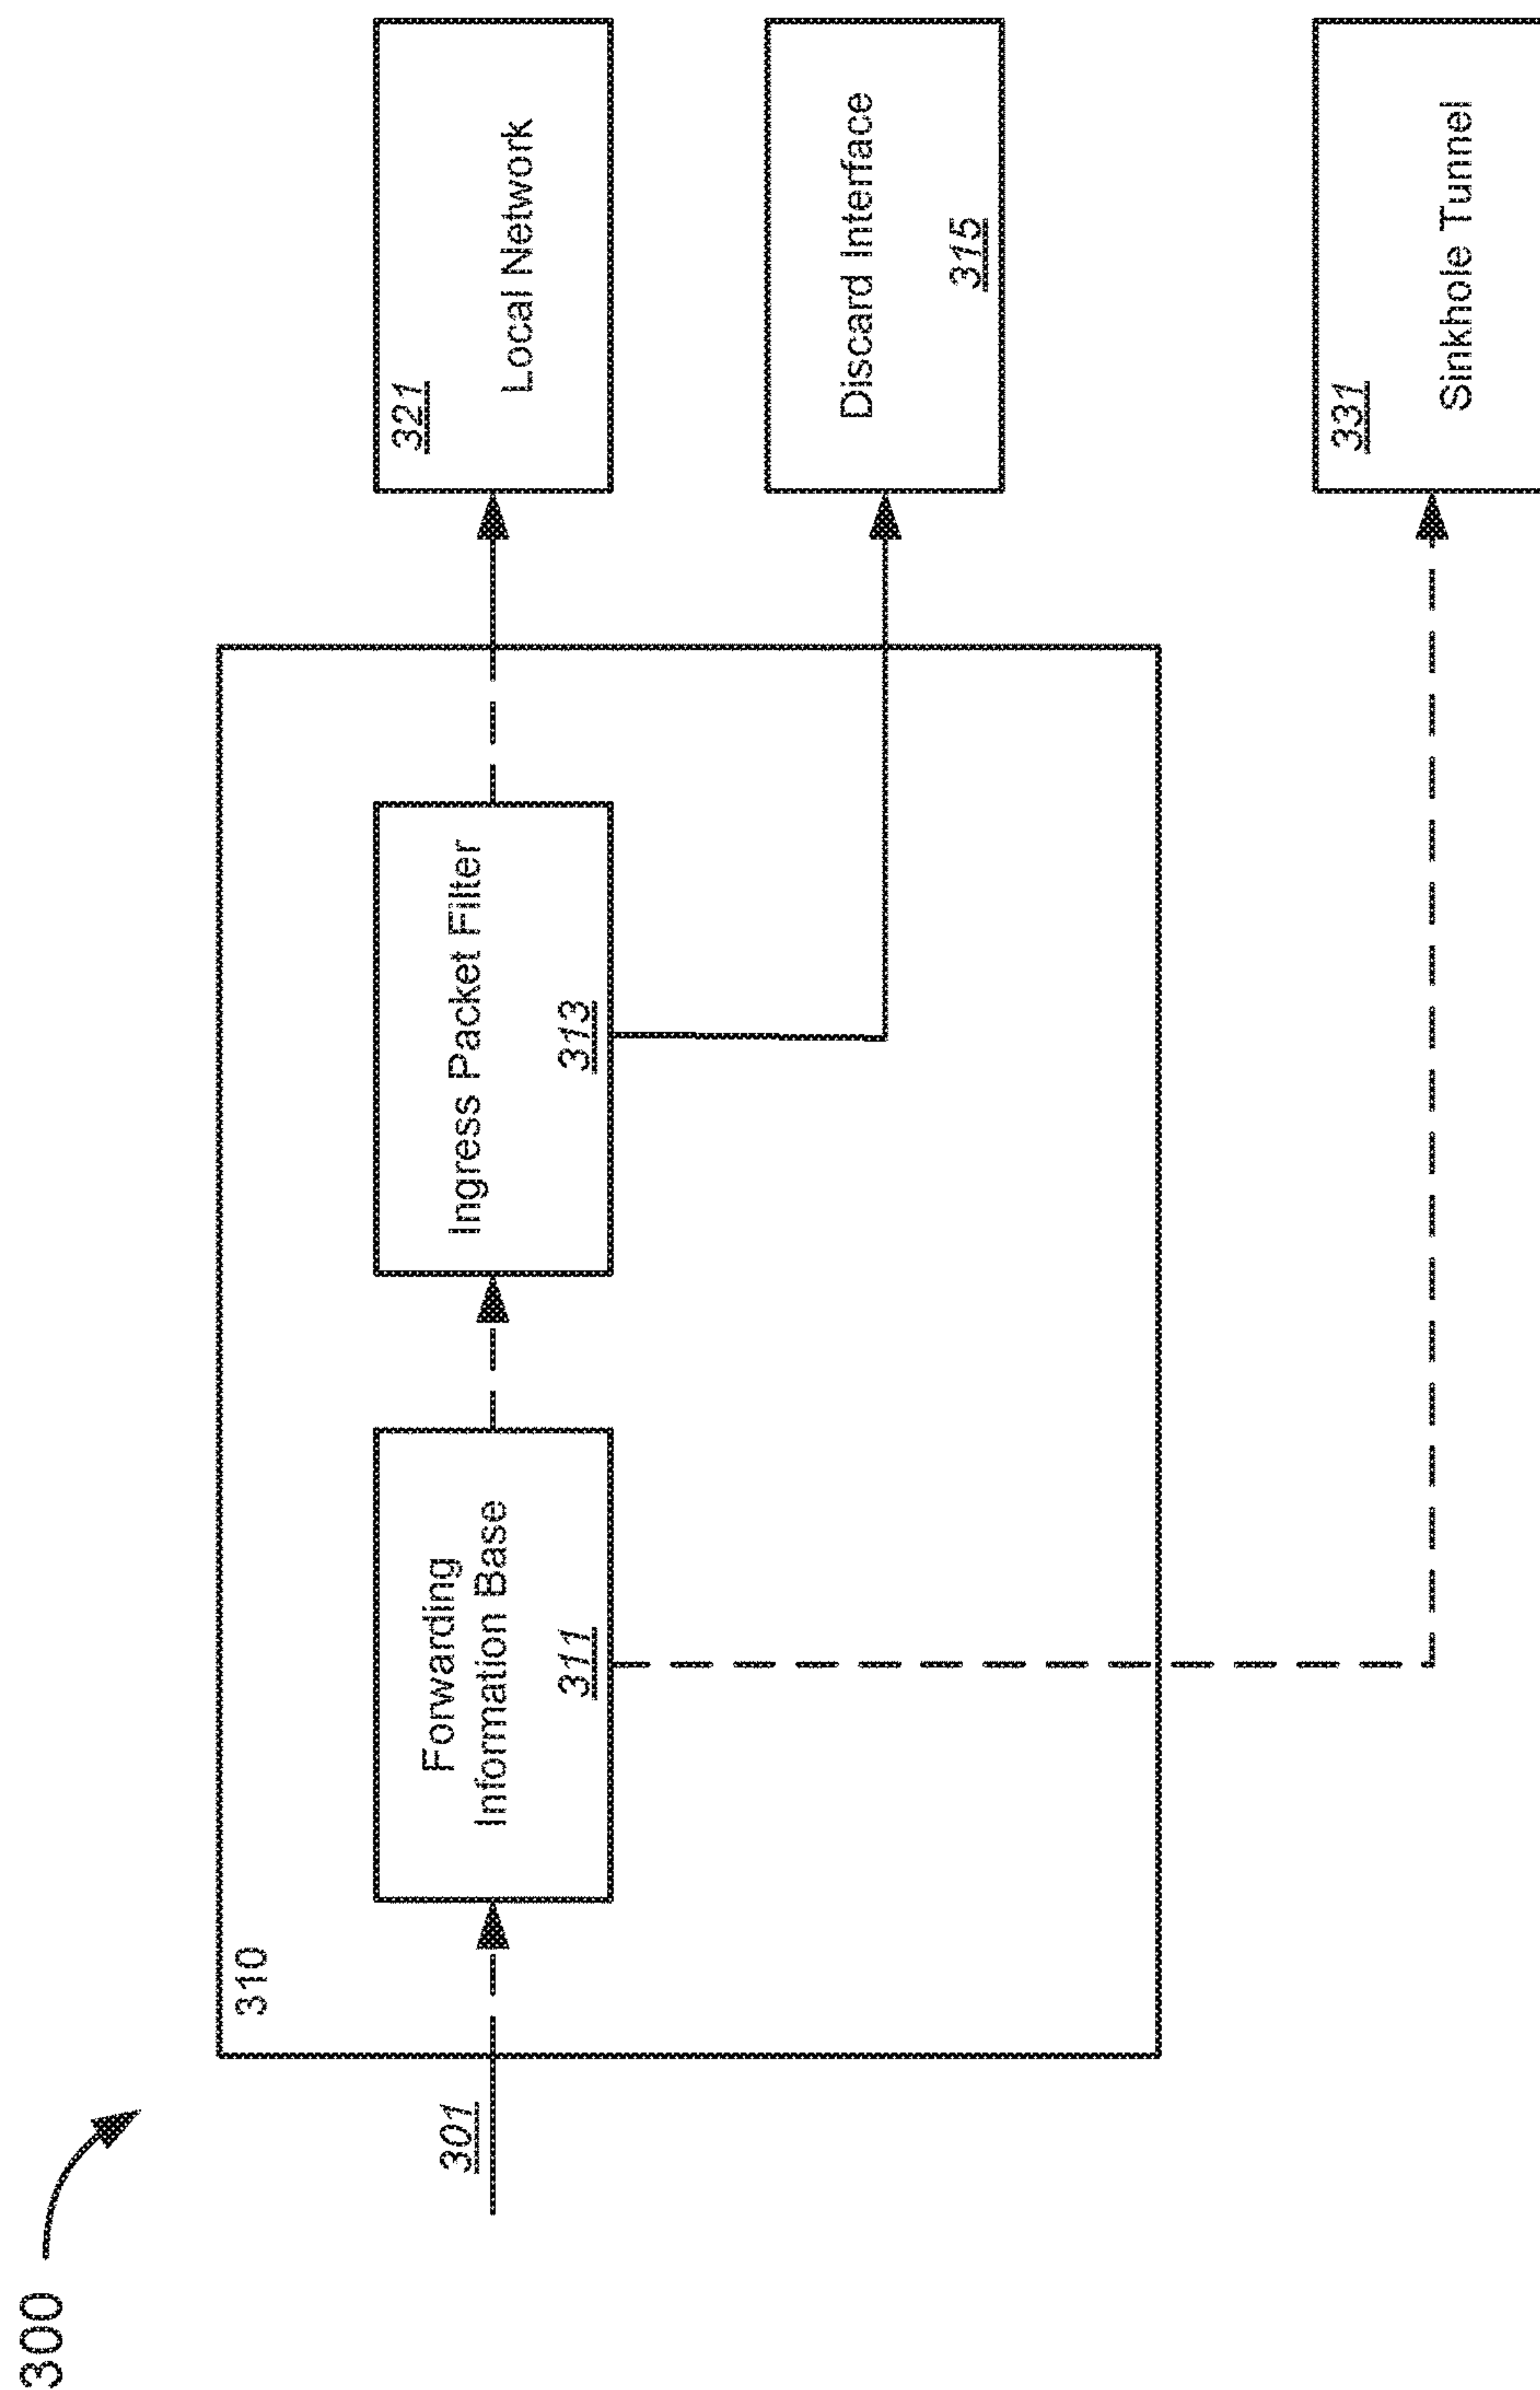 300
301
310
Forwarding
Information Base
311
Ingress Packet Filter
313
321
Local Network
Discard Interface
315
331
Sinkhole Tunnel